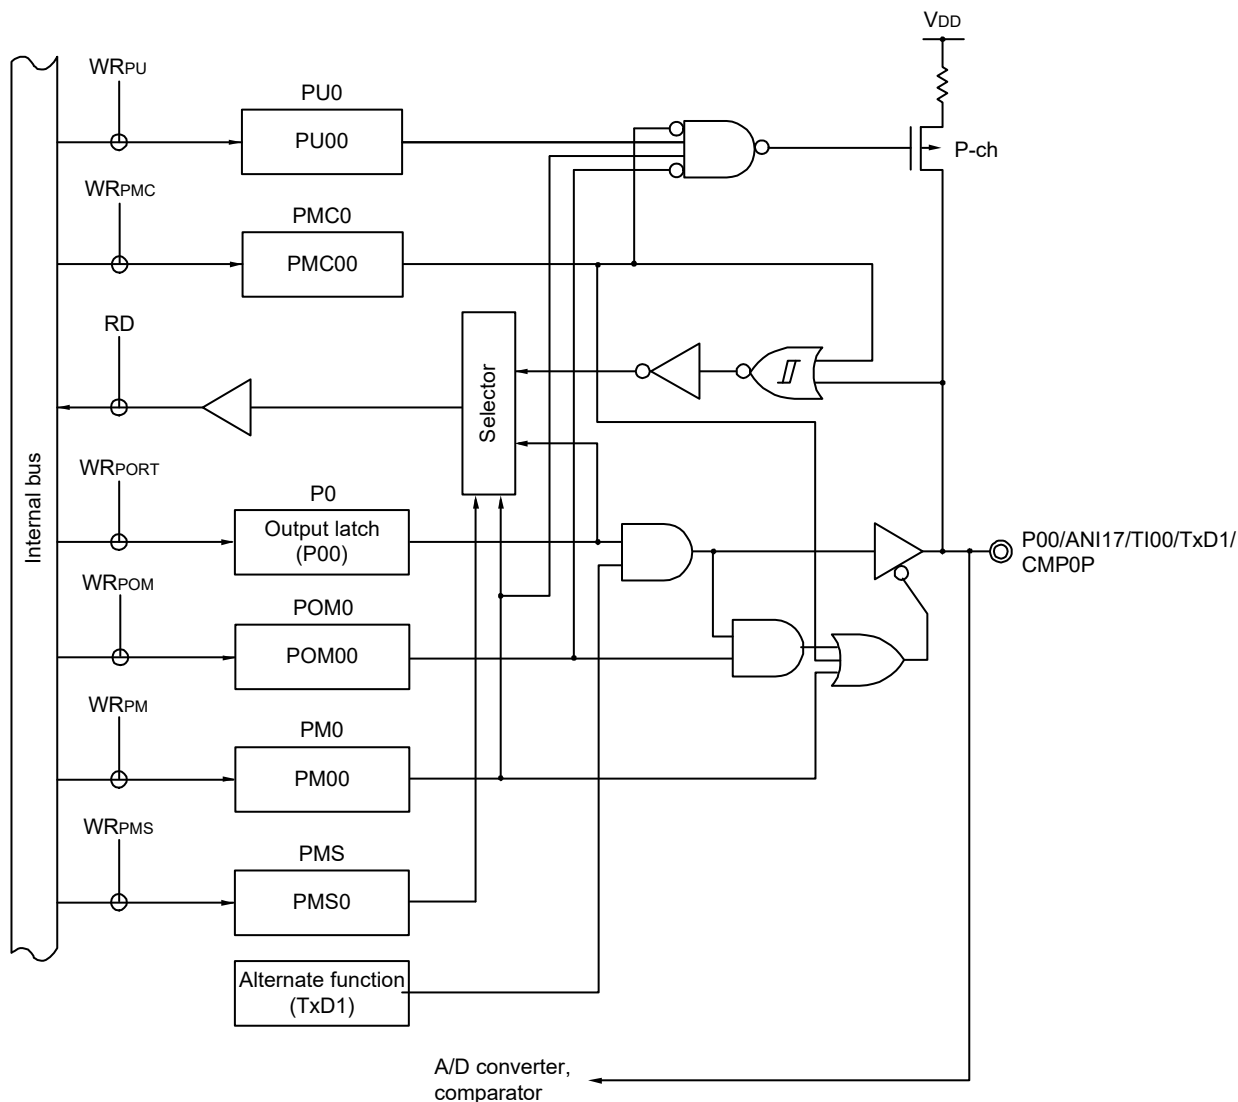 VDD
WRPU
PU0
PU00
P-ch
WRPMC
PMC0
PMC00
RD
Selector
Internal bus
WRPORT
P0
Output latch
(P00)
P00/ANI17/TI00/TxD1/
CMP0P
WRPOM
POM0
POM00
WRPM
PM0
PM00
WRPMS
PMS
PMS0
Alternate function
(TxD1)
A/D converter,
comparator